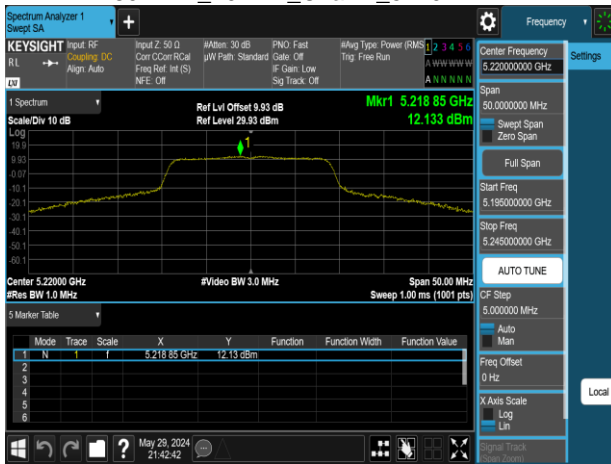 Spectrum Analyzer 1
Swept SA
+
Frequency
KEYSIGHT
RL
LXI
Input: RF
Coupling: DC
Align: Auto
Input Z: 50 Ω
Corr CCorr RCal
Freq Ref: Int (S)
NFE: Off
#Atten: 30 dB
µW Path: Standard
PNO: Fast
Gate: Off
IF Gain: Low
Sig Track: Off
#Avg Type: Power (RMS
Trig: Free Run
1 2 3 4 5 6
A W W W W W
A N N N N N
Center Frequency
5.220000000 GHz
Settings
1 Spectrum
Scale/Div 10 dB
Ref Lvl Offset 9.93 dB
Ref Level 29.93 dBm
Mkr1 5.218 85 GHz
12.133 dBm
Span
50.0000000 MHz
Swept Span
Zero Span
Log
19.9
9.93
-0.07
-10.1
-20.1
-30.1
-40.1
-50.1
-60.1
1
Full Span
Start Freq
5.195000000 GHz
Stop Freq
5.245000000 GHz
AUTO TUNE
Center 5.22000 GHz
#Res BW 1.0 MHz
#Video BW 3.0 MHz
Span 50.00 MHz
Sweep 1.00 ms (1001 pts)
CF Step
5.000000 MHz
Auto
Man
5 Marker Table
Mode Trace Scale X Y Function Function Width Function Value
1 N 1 f 5.218 85 GHz 12.13 dBm
2
3
4
5
6
Freq Offset
0 Hz
Local
X Axis Scale
Log
Lin
Signal Track
(Span Zoom)
?
May 29, 2024
21:42:42